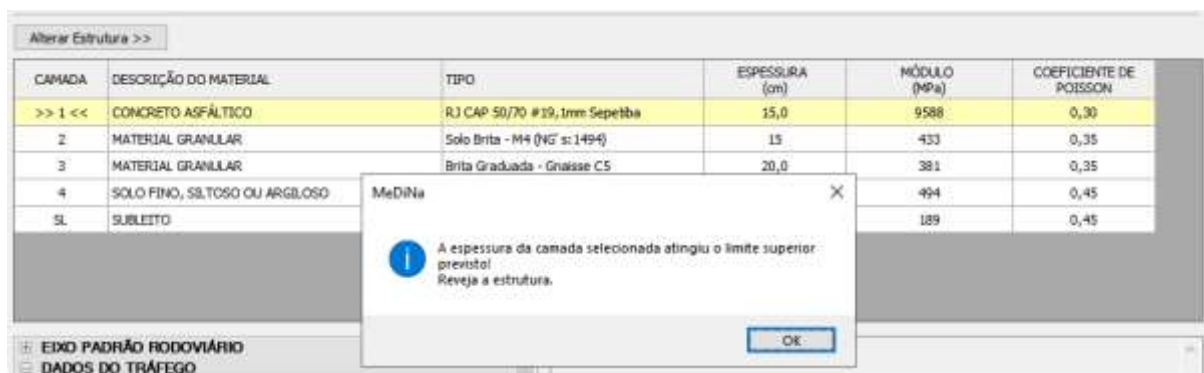 Alterar Estrutura >>
CAMADA DESCRIÇÃO DO MATERIAL TIPO ESPESSURA (cm) MÓDULO (MPa) COEFICIENTE DE POISSON
>> 1 << CONCRETO ASFÁLTICO RJ CAP 50/70 #19,1mm Sepetiba 15,0 9588 0,30
2 MATERIAL GRANULAR Solo Brita - M4 (NG' s:1494) 15 433 0,35
3 MATERIAL GRANULAR Brita Graduada - Gnaisse C5 20,0 381 0,35
4 SOLO FINO, SILTOSO OU ARGILOSO 494 0,45
SL SUBLEITO 189 0,45
MeDiNa
A espessura da camada selecionada atingiu o limite superior
previsto!
Reveja a estrutura.
OK
EIXO PADRÃO RODOVIÁRIO
DADOS DO TRÁFEGO